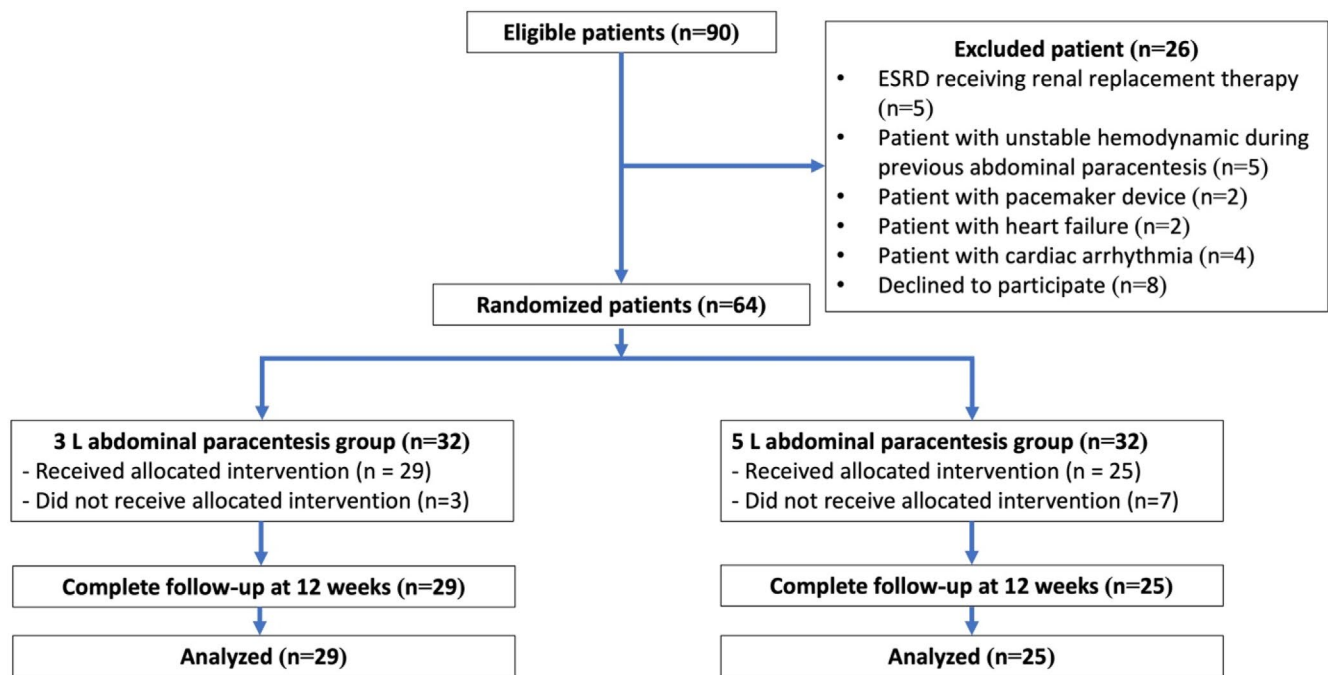 Eligible patients (n=90)
Excluded patient (n=26)
• ESRD receiving renal replacement therapy
(n=5)
• Patient with unstable hemodynamic during
previous abdominal paracentesis (n=5)
• Patient with pacemaker device (n=2)
• Patient with heart failure (n=2)
• Patient with cardiac arrhythmia (n=4)
• Declined to participate (n=8)
Randomized patients (n=64)
3 L abdominal paracentesis group (n=32)
- Received allocated intervention (n = 29)
- Did not receive allocated intervention (n=3)
5 L abdominal paracentesis group (n=32)
- Received allocated intervention (n = 25)
- Did not receive allocated intervention (n=7)
Complete follow-up at 12 weeks (n=29)
Complete follow-up at 12 weeks (n=25)
Analyzed (n=29)
Analyzed (n=25)